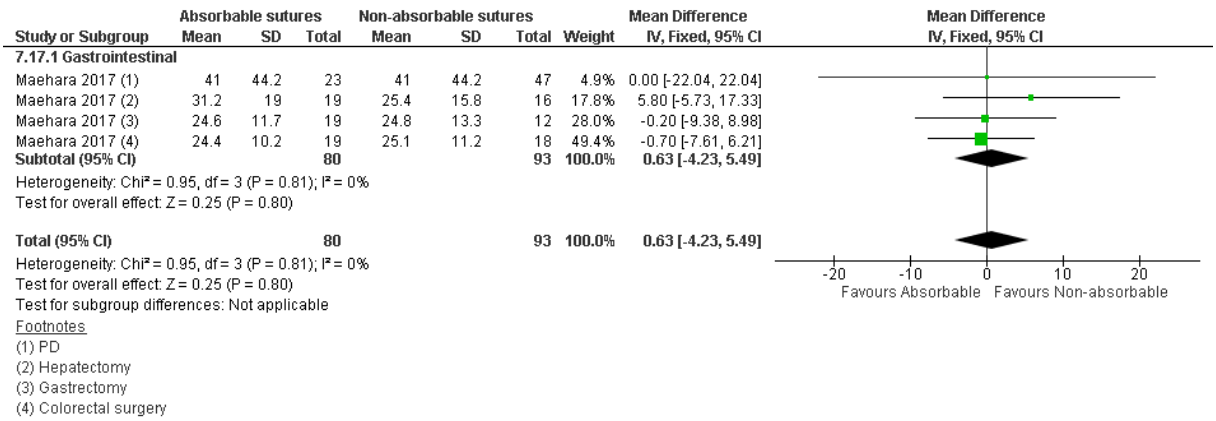 Absorbable sutures Non-absorbable sutures Mean Difference Mean Difference
Study or Subgroup Mean SD Total Mean SD Total Weight IV, Fixed, 95% CI IV, Fixed, 95% CI
7.17.1 Gastrointestinal
Maehara 2017 (1) 41 44.2 23 41 44.2 47 4.9% 0.00 [-22.04, 22.04]
Maehara 2017 (2) 31.2 19 19 25.4 15.8 16 17.8% 5.80 [-5.73, 17.33]
Maehara 2017 (3) 24.6 11.7 19 24.8 13.3 12 28.0% -0.20 [-9.38, 8.98]
Maehara 2017 (4) 24.4 10.2 19 25.1 11.2 18 49.4% -0.70 [-7.61, 6.21]
Subtotal (95% CI) 80 93 100.0% 0.63 [-4.23, 5.49]
Heterogeneity: Chi² = 0.95, df = 3 (P = 0.81); I² = 0%
Test for overall effect: Z = 0.25 (P = 0.80)
Total (95% CI) 80 93 100.0% 0.63 [-4.23, 5.49]
Heterogeneity: Chi² = 0.95, df = 3 (P = 0.81); I² = 0%
Test for overall effect: Z = 0.25 (P = 0.80)
Test for subgroup differences: Not applicable
-20 -10 0 10 20
Favours Absorbable Favours Non-absorbable
Footnotes
(1) PD
(2) Hepatectomy
(3) Gastrectomy
(4) Colorectal surgery